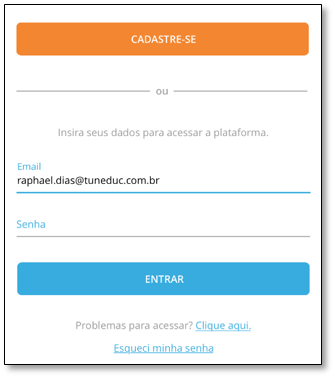 CADASTRE-SE
ou
Insira seus dados para acessar a plataforma.
Email
raphael.dias@tuneduc.com.br
Senha
ENTRAR
Problemas para acessar? Clique aqui.
Esqueci minha senha